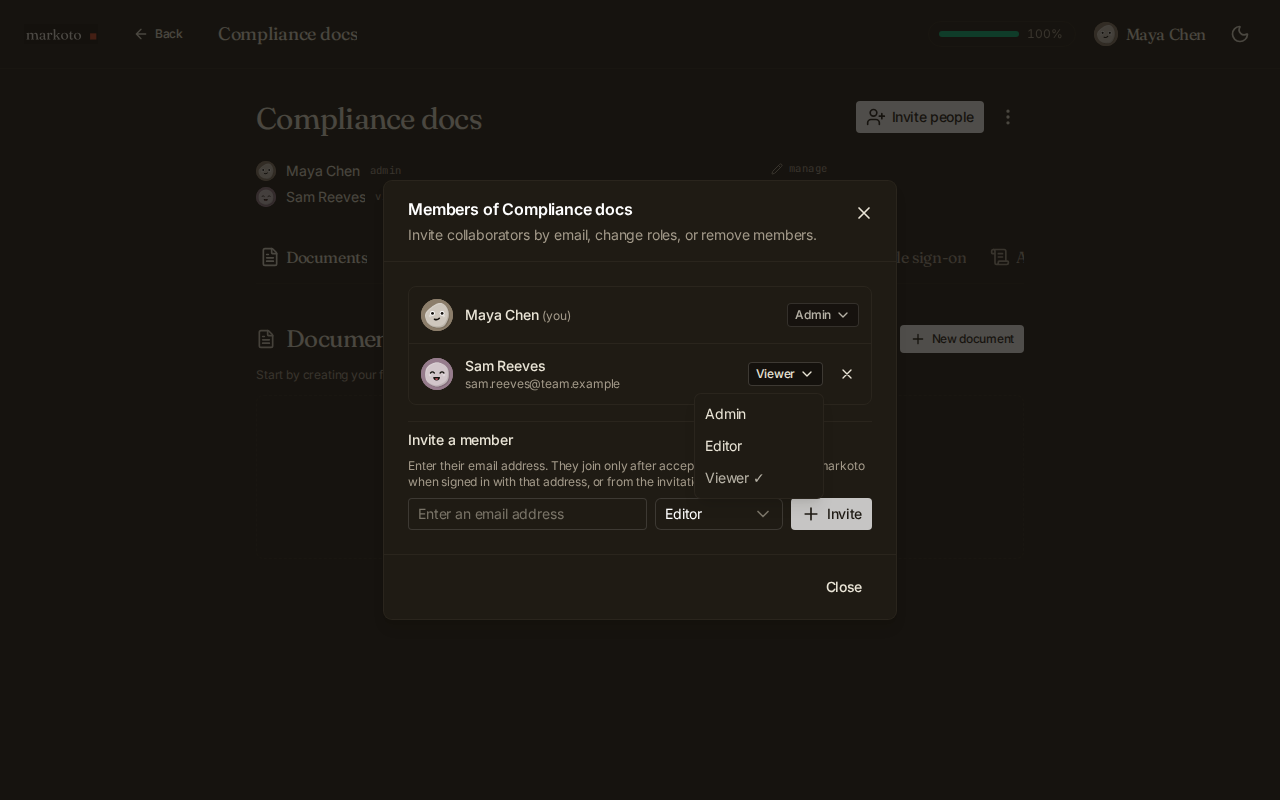 markoto
Back
Compliance docs
100%
Maya Chen
Compliance docs
Invite people
Maya Chen admin
manage
Sam Reeves
Members of Compliance docs
Invite collaborators by email, change roles, or remove members.
Documents
sign-on
Maya Chen (you)
Admin
New document
Sam Reeves
sam.reeves@team.example
Viewer
Start by creating your
Admin
Editor
Viewer ✓
Invite a member
Enter their email address. They join only after
markoto
when signed in with that address, or from the
Enter an email address
Editor
Invite
Close